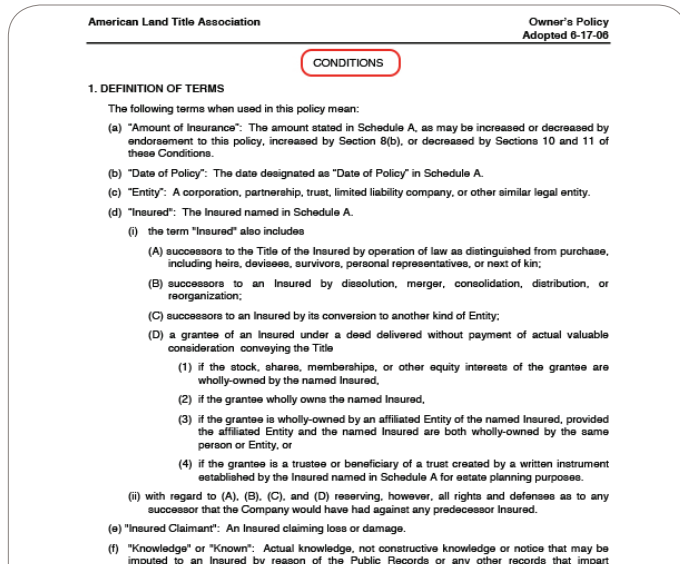 American Land Title Association
Owner's Policy
Adopted 6-17-06
CONDITIONS
1. DEFINITION OF TERMS
The following terms when used in this policy mean:
(a) "Amount of Insurance": The amount stated in Schedule A, as may be increased or decreased by
endorsement to this policy, increased by Section 8(b), or decreased by Sections 10 and 11 of
these Conditions.
(b) "Date of Policy": The date designated as "Date of Policy" in Schedule A.
(c) "Entity": A corporation, partnership, trust, limited liability company, or other similar legal entity.
(d) "Insured": The Insured named in Schedule A.
(i) the term "Insured" also includes
(A) successors to the Title of the Insured by operation of law as distinguished from purchase,
including heirs, devisees, survivors, personal representatives, or next of kin;
(B) successors to an Insured by dissolution, merger, consolidation, distribution, or
reorganization;
(C) successors to an Insured by its conversion to another kind of Entity;
(D) a grantee of an Insured under a deed delivered without payment of actual valuable
consideration conveying the Title
(1) if the stock, shares, memberships, or other equity interests of the grantee are
wholly-owned by the named Insured,
(2) if the grantee wholly owns the named Insured,
(3) if the grantee is wholly-owned by an affiliated Entity of the named Insured, provided
the affiliated Entity and the named Insured are both wholly-owned by the same
person or Entity, or
(4) if the grantee is a trustee or beneficiary of a trust created by a written instrument
established by the Insured named in Schedule A for estate planning purposes.
(ii) with regard to (A), (B), (C), and (D) reserving, however, all rights and defenses as to any
successor that the Company would have had against any predecessor Insured.
(e) "Insured Claimant": An Insured claiming loss or damage.
(f) "Knowledge" or "Known": Actual knowledge, not constructive knowledge or notice that may be
imputed to an Insured by reason of the Public Records or any other records that impart